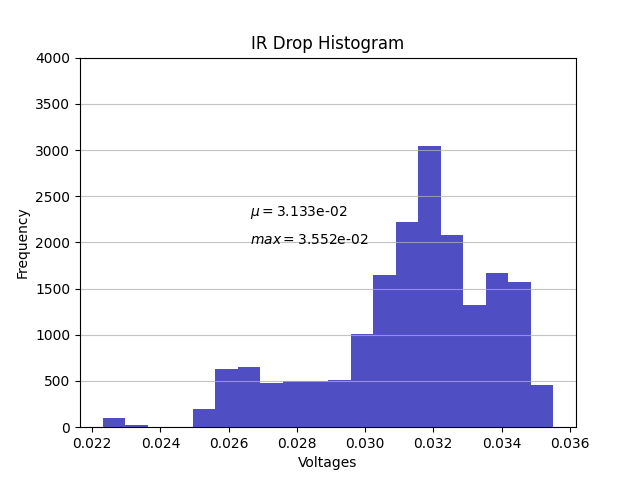 IR Drop Histogram
4000
3500
3000
2500
2000
1500
1000
500
0
Frequency
μ = 3.133e-02
max = 3.552e-02
0.022 0.024 0.026 0.028 0.030 0.032 0.034 0.036
Voltages